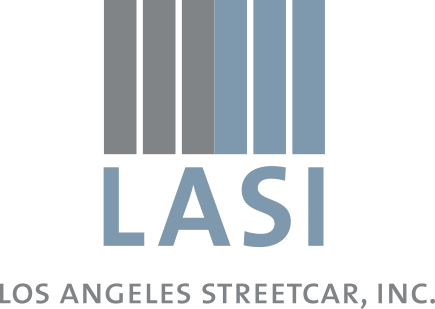 LASI
LOS ANGELES STREETCAR, INC.